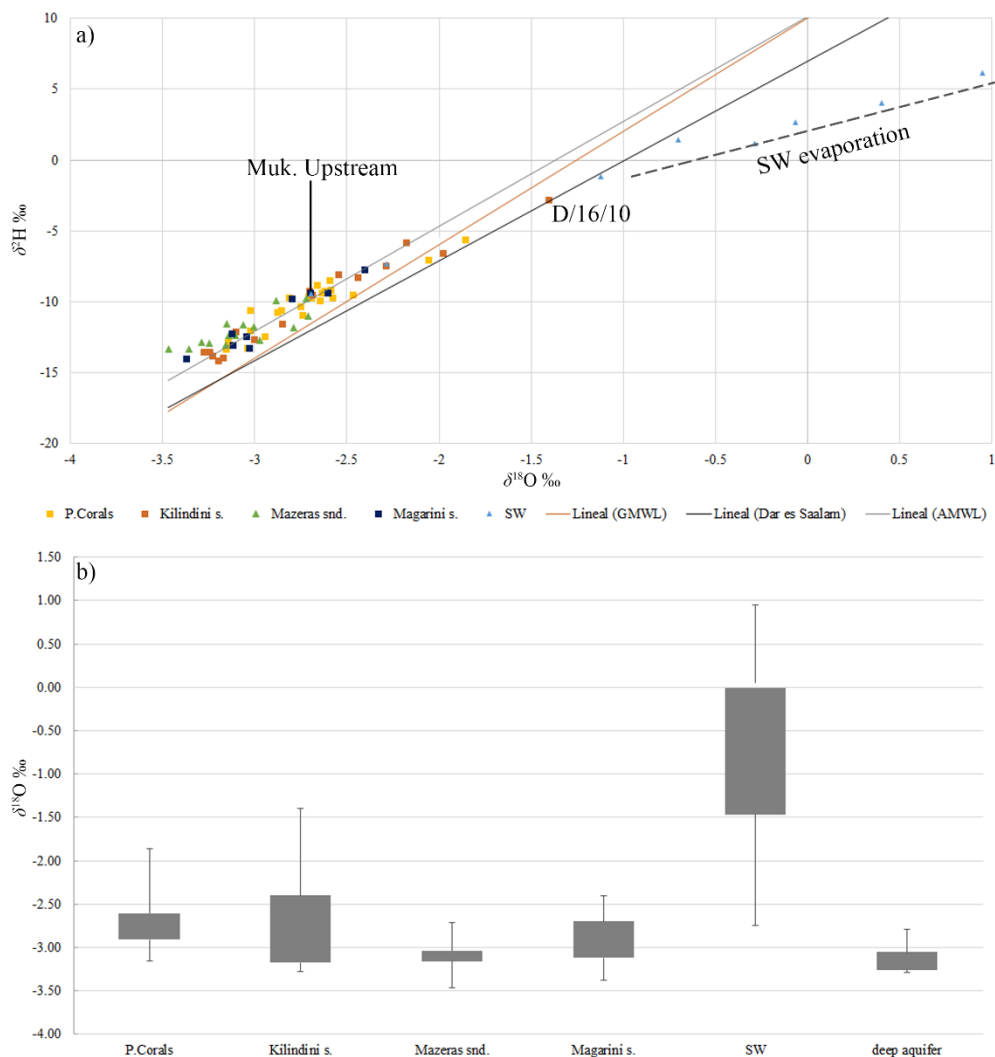 a)
10
5
0
-5
-10
-15
-20
δ²H ‰
Muk. Upstream
D/16/10
SW evaporation
-4 -3.5 -3 -2.5 -2 -1.5 -1 -0.5 0 0.5 1
δ¹⁸O ‰
P.Corals Kilindini s. Mazeras snd. Magarini s. SW Lineal (GMWL) Lineal (Dar es Saalam) Lineal (AMWL)
b)
1.50
1.00
0.50
0.00
-0.50
-1.00
-1.50
-2.00
-2.50
-3.00
-3.50
-4.00
δ¹⁸O ‰
P.Corals Kilindini s. Mazeras snd. Magarini s. SW deep aquifer